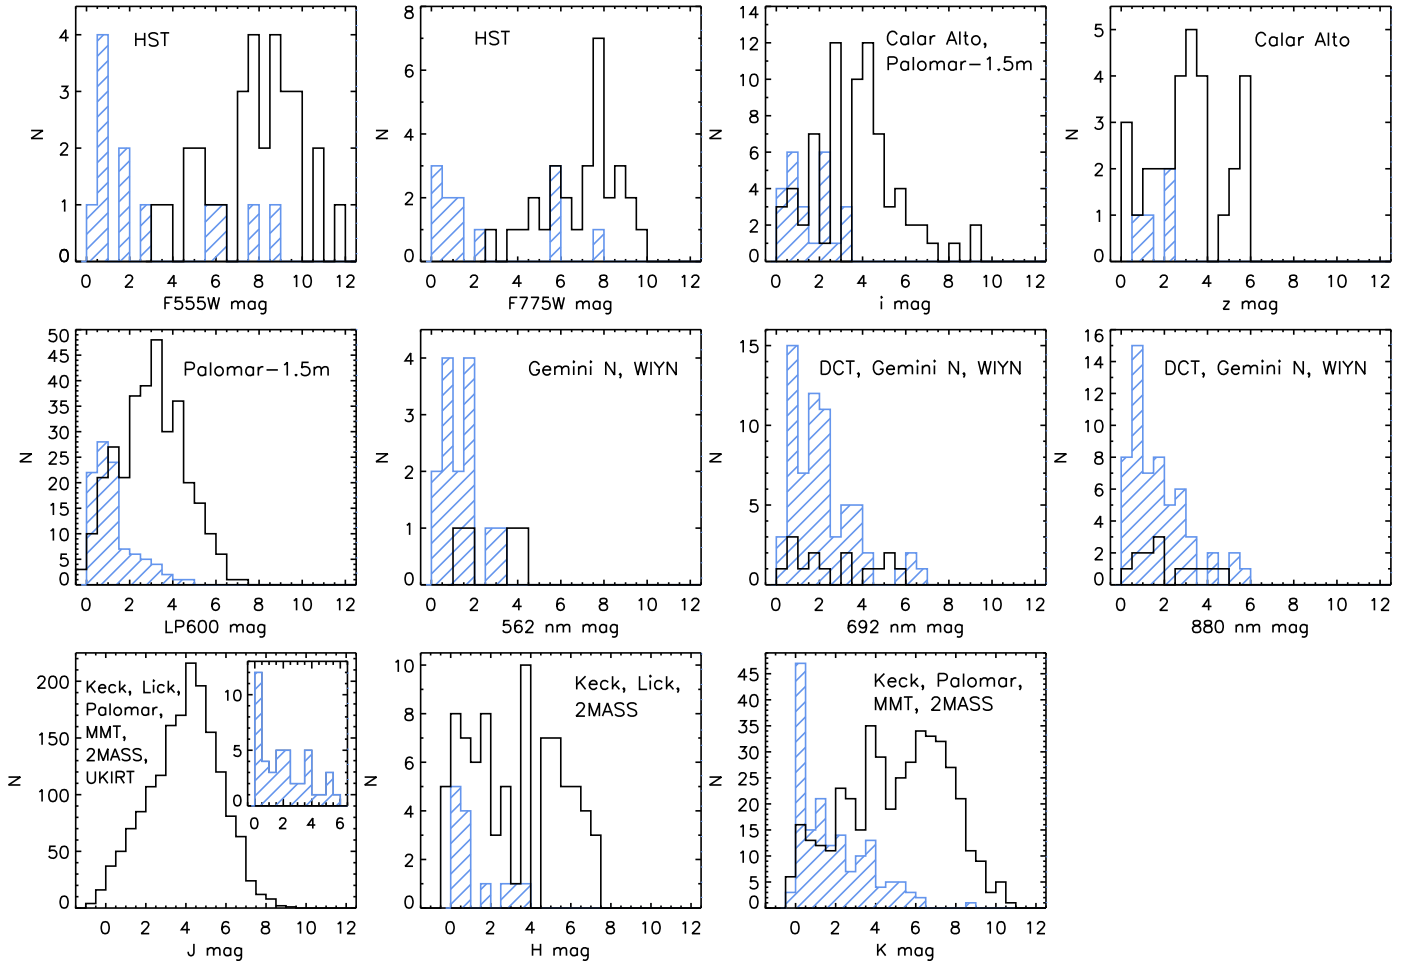 HST
N
4
3
2
1
0
0 2 4 6 8 10 12
F555W mag
HST
N
8
6
4
2
0
0 2 4 6 8 10 12
F775W mag
Calar Alto,
Palomar-1.5m
N
14
12
10
8
6
4
2
0
0 2 4 6 8 10 12
i mag
Calar Alto
N
5
4
3
2
1
0
0 2 4 6 8 10 12
z mag
Palomar-1.5m
N
50
45
40
35
30
25
20
15
10
5
0
0 2 4 6 8 10 12
LP600 mag
Gemini N, WIYN
N
4
3
2
1
0
0 2 4 6 8 10 12
562 nm mag
DCT, Gemini N, WIYN
N
15
10
5
0
0 2 4 6 8 10 12
692 nm mag
DCT, Gemini N, WIYN
N
16
14
12
10
8
6
4
2
0
0 2 4 6 8 10 12
880 nm mag
Keck, Lick,
Palomar,
MMT,
2MASS,
UKIRT
N
200
150
100
50
0
0 2 4 6 8 10 12
J mag
10
5
0
0 2 4 6
Keck, Lick,
2MASS
N
10
8
6
4
2
0
0 2 4 6 8 10 12
H mag
Keck, Palomar,
MMT, 2MASS
N
45
40
35
30
25
20
15
10
5
0
0 2 4 6 8 10 12
K mag